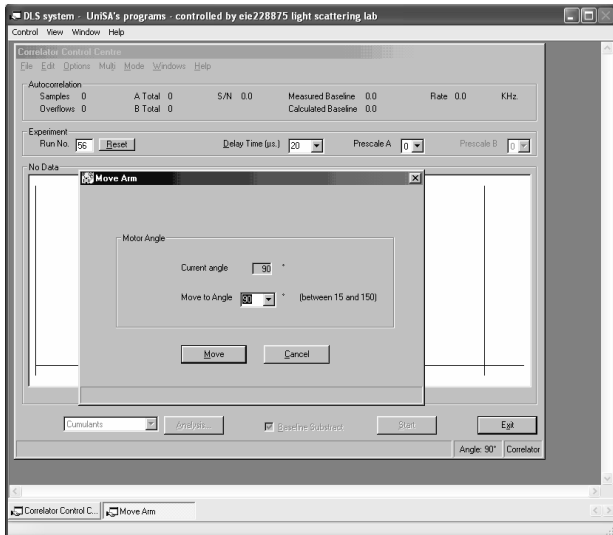 DLS system - UniSA's programs - controlled by eie228875 light scattering lab
Control View Window Help
Correlator Control Centre
File Edit Options Multi Mode Windows Help
Autocorrelation
Samples 0 A Total 0 S/N 0.0 Measured Baseline 0.0 Rate 0.0 KHz.
Overflows 0 B Total 0 Calculated Baseline 0.0
Experiment
Run No. 56 Reset Delay Time (µs.) 20 Prescale A 0 Prescale B 0
No Data
Move Arm
Motor Angle
Current angle 90 °
Move to Angle 90 ° (between 15 and 150)
Move Cancel
Cumulants Analysis... Baseline Substract Start Exit
Angle: 90° Correlator
Correlator Control C... Move Arm